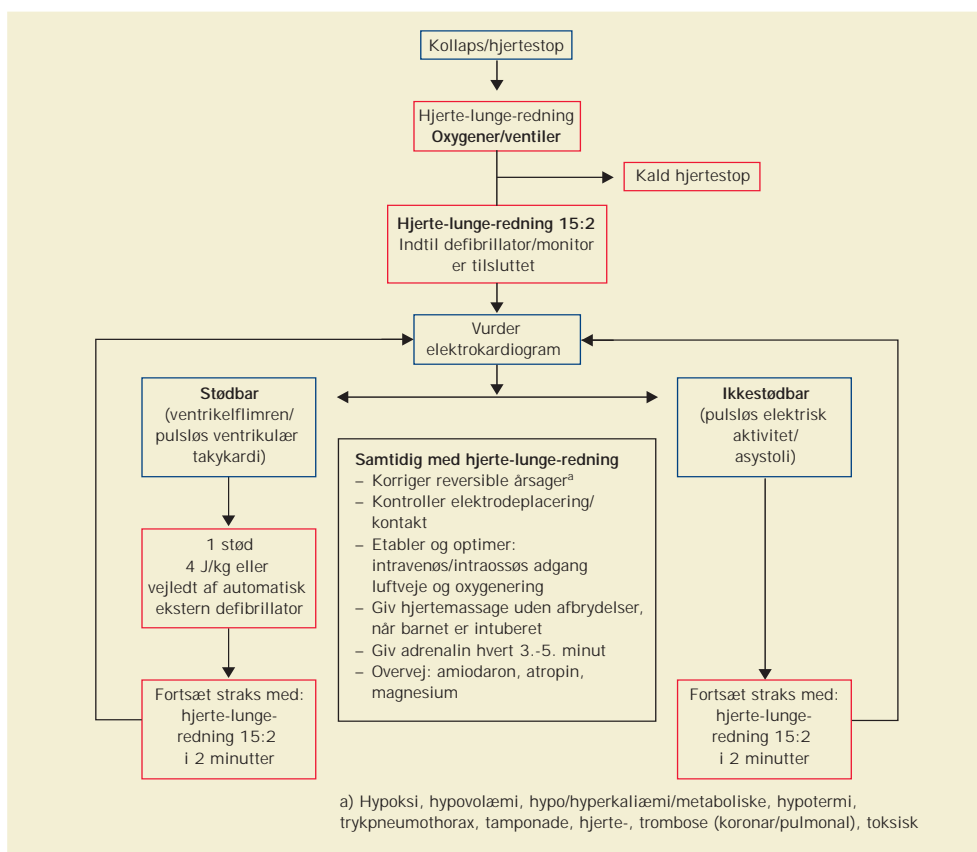 Kollaps/hjertestop
Hjerte-lunge-redning
Oxygener/ventiler
Kald hjertestop
Hjerte-lunge-redning 15:2
Indtil defibrillator/monitor
er tilsluttet
Vurder
elektrokardiogram
Stødbar
(ventrikelflimren/
pulsløs ventrikulær
takykardi)
1 stød
4 J/kg eller
vejledt af automatisk
ekstern defibrillator
Fortsæt straks med:
hjerte-lunge-
redning 15:2
i 2 minutter
Samtidig med hjerte-lunge-redning
– Korriger reversible årsager^a
– Kontroller elektrodeplacering/
kontakt
– Etabler og optimer:
intravenøs/intraossøs adgang
luftveje og oxygenering
– Giv hjertemassage uden afbrydelser,
når barnet er intuberet
– Giv adrenalin hvert 3.-5. minut
– Overvej: amiodaron, atropin,
magnesium
Ikkestødbar
(pulsløs elektrisk
aktivitet/
asystoli)
Fortsæt straks med:
hjerte-lunge-
redning 15:2
i 2 minutter
a) Hypoksi, hypovolæmi, hypo/hyperkaliæmi/metaboliske, hypotermi,
trykpneumothorax, tamponade, hjerte-, trombose (koronar/pulmonal), toksisk